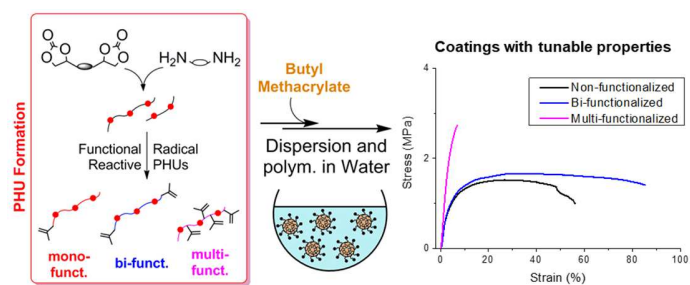 PHU Formation
O
O
O
O
O
O
H₂N
NH₂
Functional
Reactive
Radical
PHUs
mono-
funct.
bi-funct.
multi-
funct.
Butyl
Methacrylate
Dispersion and
polym. in Water
Coatings with tunable properties
Non-functionalized
Bi-functionalized
Multi-functionalized
Stress (MPa)
4
2
0
0
20
40
60
80
100
Strain (%)